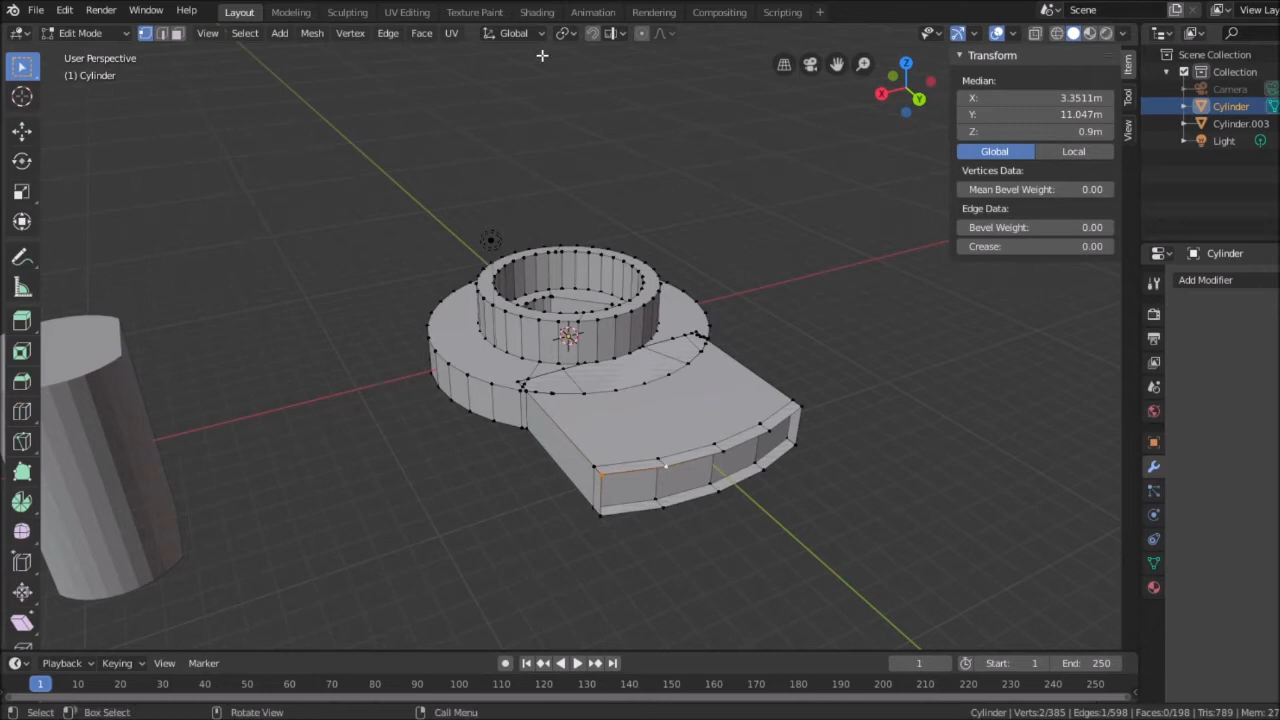 File Edit Render Window Help Layout Modeling Sculpting UV Editing Texture Paint Shading Animation Rendering Compositing Scripting + Scene View Lay
Edit Mode View Select Add Mesh Vertex Edge Face UV Global
User Perspective
(1) Cylinder
Transform
Median:
X: 3.3511m
Y: 11.047m
Z: 0.9m
Global Local
Vertices Data:
Mean Bevel Weight: 0.00
Edge Data:
Bevel Weight: 0.00
Crease: 0.00
Item
Tool
View
Z
X
Y
Scene Collection
Collection
Camera
Cylinder
Cylinder.003
Light
Cylinder
Add Modifier
Playback Keying View Marker 1 Start: 1 End: 250
1 10 20 30 40 50 60 70 80 90 100 110 120 130 140 150 160 170 180 190 200 210 220 230 240 250
Select Box Select Rotate View Call Menu Cylinder | Verts:2/385 | Edges:1/598 | Faces:0/198 | Tris:789 | Mem: 27